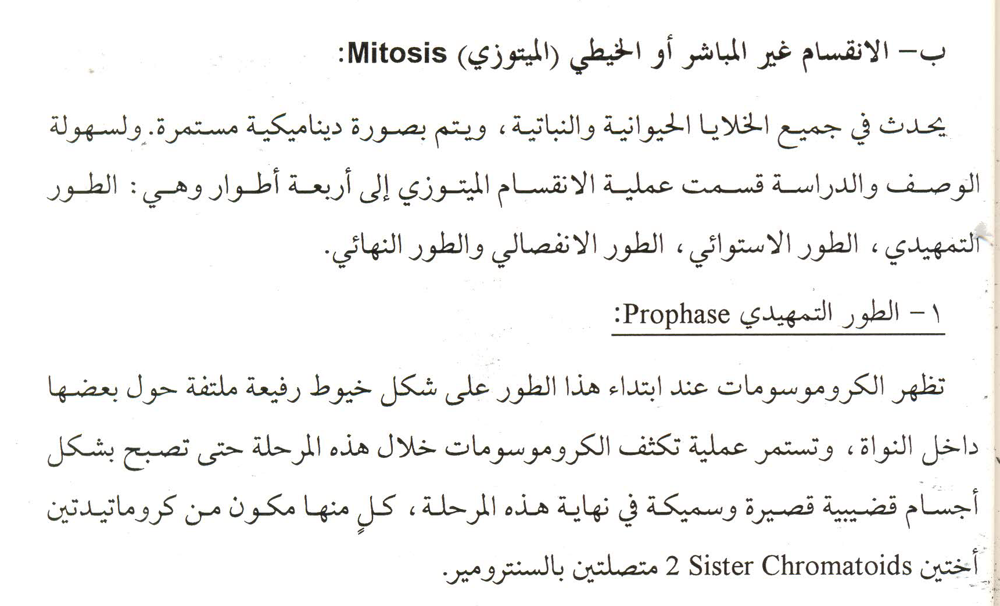 ب- الانقسام غير المباشر أو الخيطي (الميتوزي) Mitosis:
يحدث في جميع الخلايا الحيوانية والنباتية، ويتم بصورة ديناميكية مستمرة. ولسهولة
الوصف والدراسة قسمت عملية الانقسام الميتوزي إلى أربعة أطوار وهي: الطور
التمهيدي، الطور الاستوائي، الطور الانفصالي والطور النهائي.
١- الطور التمهيدي Prophase:
تظهر الكروموسومات عند ابتداء هذا الطور على شكل خيوط رفيعة ملتفة حول بعضها
داخل النواة، وتستمر عملية تكثف الكروموسومات خلال هذه المرحلة حتى تصبح بشكل
أجسام قضيبية قصيرة وسميكة في نهاية هذه المرحلة، كلٍ منها مكون من كروماتيدتين
أختين 2 Sister Chromatoids متصلتين بالسنترومير.